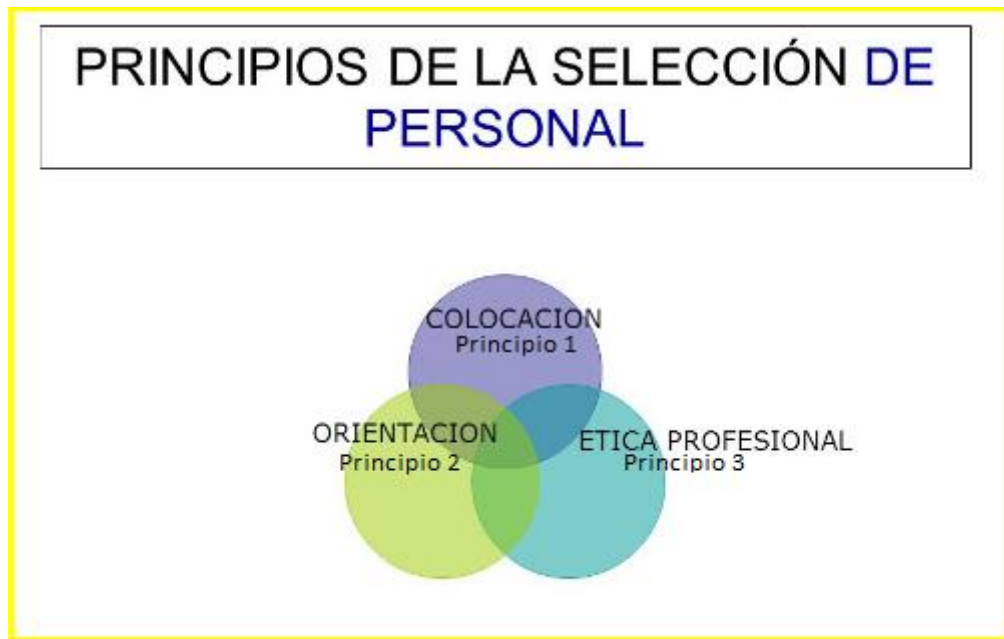 PRINCIPIOS DE LA SELECCIÓN DE
PERSONAL
COLOCACION
Principio 1
ORIENTACION
Principio 2
ETICA PROFESIONAL
Principio 3